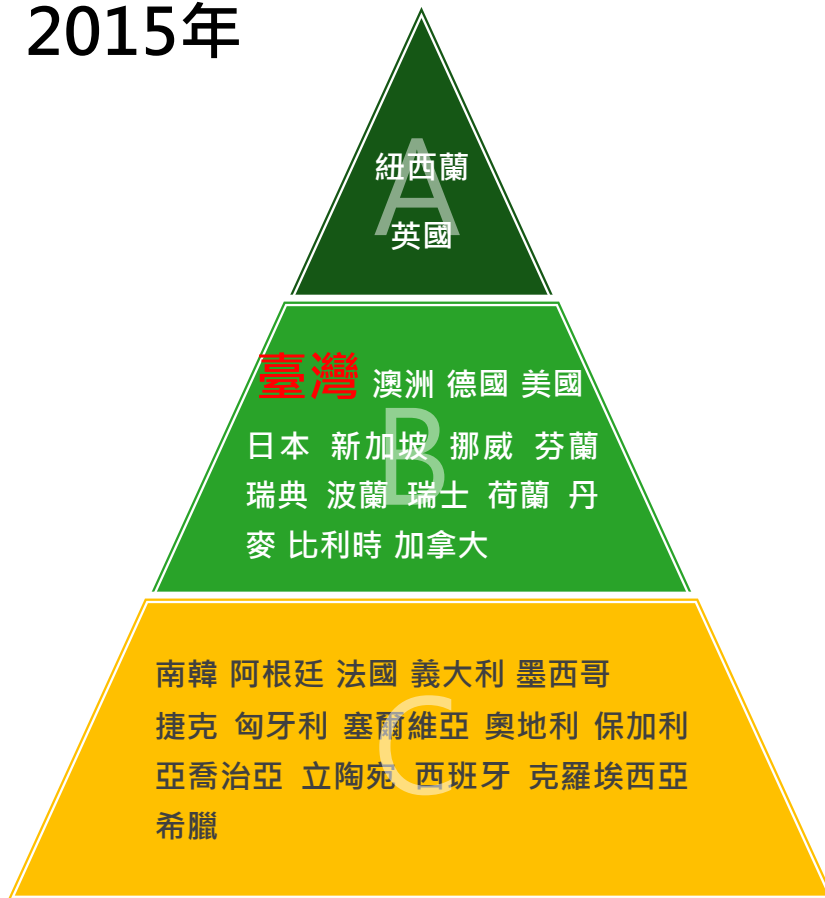 2015年
A
紐西蘭
英國
B
臺灣 澳洲 德國 美國
日本 新加坡 挪威 芬蘭
瑞典 波蘭 瑞士 荷蘭 丹
麥 比利時 加拿大
C
南韓 阿根廷 法國 義大利 墨西哥
捷克 匈牙利 塞爾維亞 奧地利 保加利
亞喬治亞 立陶宛 西班牙 克羅埃西亞
希臘